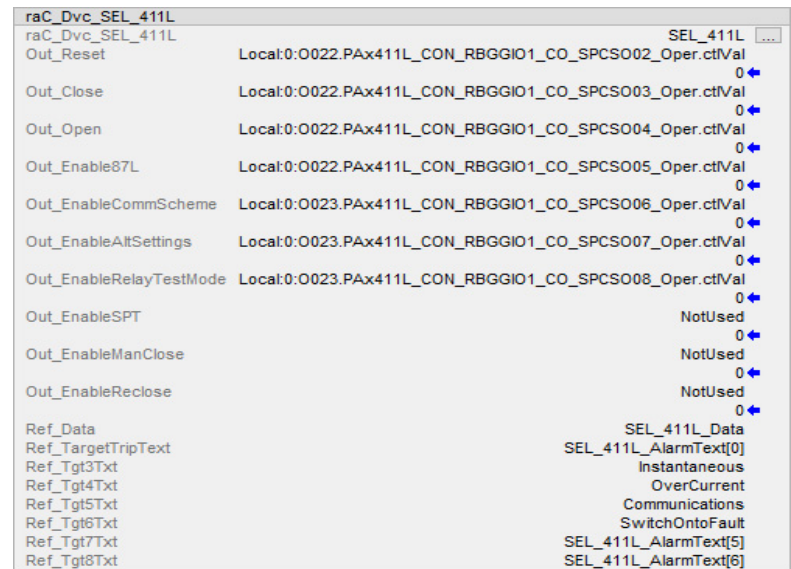 raC_Dvc_SEL_411L
raC_Dvc_SEL_411L SEL_411L ...
Out_Reset Local:0:O022.PAx411L_CON_RBGGIO1_CO_SPCSO02_Oper.ctlVal
0
Out_Close Local:0:O022.PAx411L_CON_RBGGIO1_CO_SPCSO03_Oper.ctlVal
0
Out_Open Local:0:O022.PAx411L_CON_RBGGIO1_CO_SPCSO04_Oper.ctlVal
0
Out_Enable87L Local:0:O022.PAx411L_CON_RBGGIO1_CO_SPCSO05_Oper.ctlVal
0
Out_EnableCommScheme Local:0:O023.PAx411L_CON_RBGGIO1_CO_SPCSO06_Oper.ctlVal
0
Out_EnableAltSettings Local:0:O023.PAx411L_CON_RBGGIO1_CO_SPCSO07_Oper.ctlVal
0
Out_EnableRelayTestMode Local:0:O023.PAx411L_CON_RBGGIO1_CO_SPCSO08_Oper.ctlVal
0
Out_EnableSPT NotUsed
0
Out_EnableManClose NotUsed
0
Out_EnableReclose NotUsed
0
Ref_Data SEL_411L_Data
Ref_TargetTripText SEL_411L_AlarmText[0]
Ref_Tgt3Txt Instantaneous
Ref_Tgt4Txt OverCurrent
Ref_Tgt5Txt Communications
Ref_Tgt6Txt SwitchOntoFault
Ref_Tgt7Txt SEL_411L_AlarmText[5]
Ref_Tgt8Txt SEL_411L_AlarmText[6]